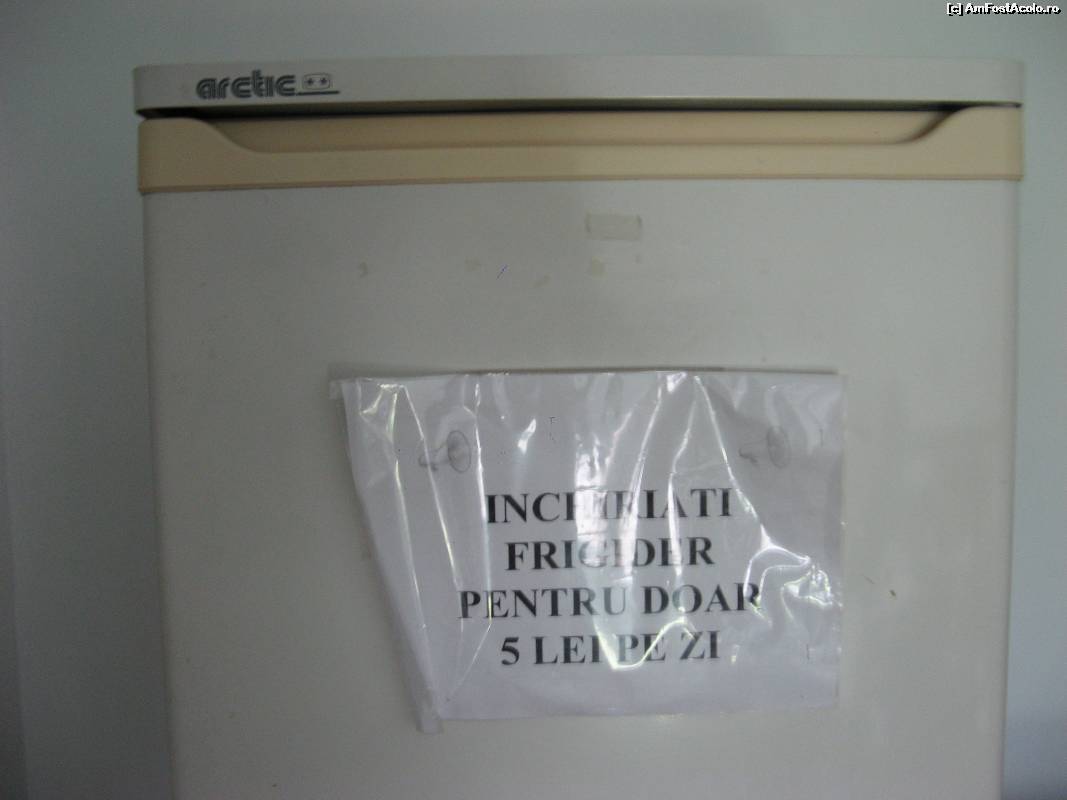 [c] AmFostAcolo.ro
arctic
INCHIRIATI
FRIGIDER
PENTRU DOAR
5 LEI PE ZI